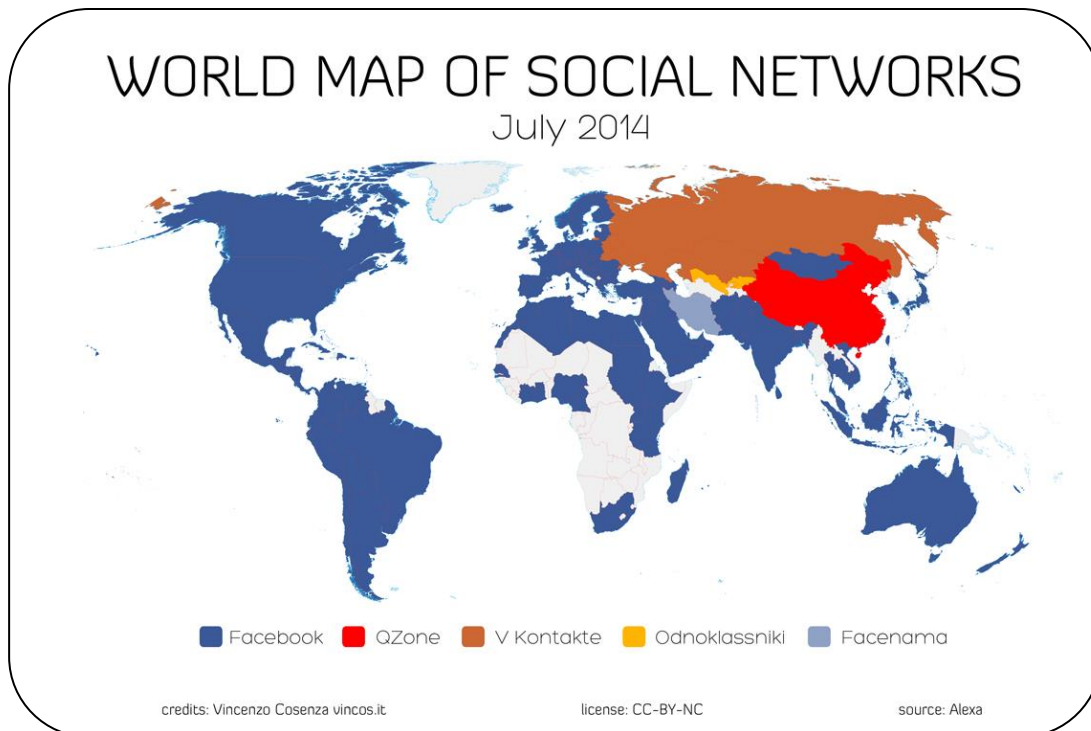 WORLD MAP OF SOCIAL NETWORKS
July 2014
Facebook QZone V Kontakte Odnoklassniki Facenama
credits: Vincenzo Cosenza vincos.it license: CC-BY-NC source: Alexa